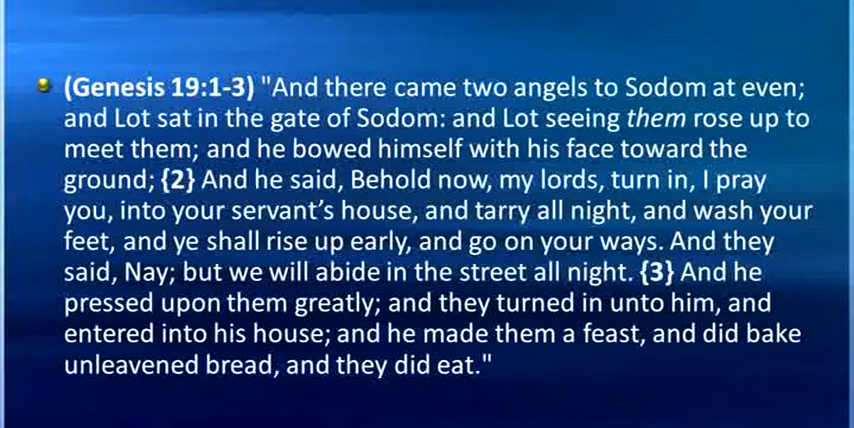 (Genesis 19:1-3) "And there came two angels to Sodom at even;
and Lot sat in the gate of Sodom: and Lot seeing them rose up to
meet them; and he bowed himself with his face toward the
ground; {2} And he said, Behold now, my lords, turn in, I pray
you, into your servant’s house, and tarry all night, and wash your
feet, and ye shall rise up early, and go on your ways. And they
said, Nay; but we will abide in the street all night. {3} And he
pressed upon them greatly; and they turned in unto him, and
entered into his house; and he made them a feast, and did bake
unleavened bread, and they did eat."